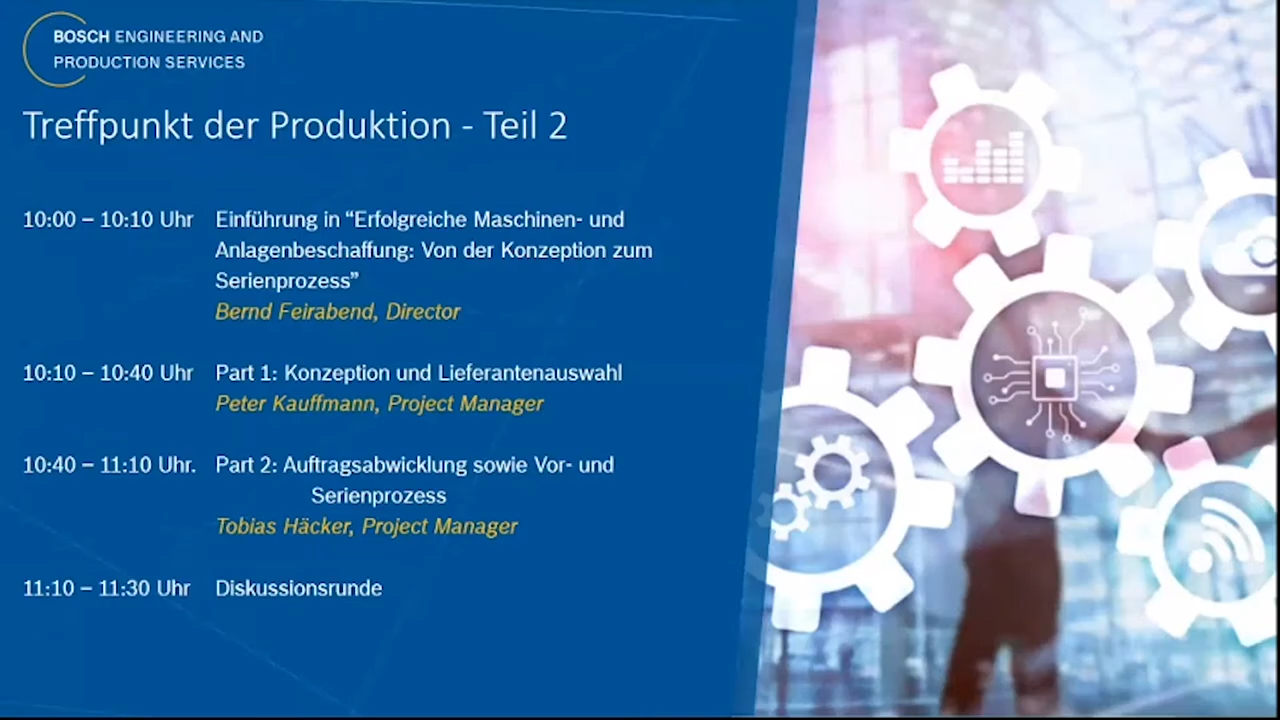 BOSCH ENGINEERING AND
PRODUCTION SERVICES
Treffpunkt der Produktion - Teil 2
10:00 – 10:10 Uhr Einführung in “Erfolgreiche Maschinen- und
Anlagenbeschaffung: Von der Konzeption zum
Serienprozess”
Bernd Feirabend, Director
10:10 – 10:40 Uhr Part 1: Konzeption und Lieferantenauswahl
Peter Kauffmann, Project Manager
10:40 – 11:10 Uhr. Part 2: Auftragsabwicklung sowie Vor- und
Serienprozess
Tobias Häcker, Project Manager
11:10 – 11:30 Uhr Diskussionsrunde